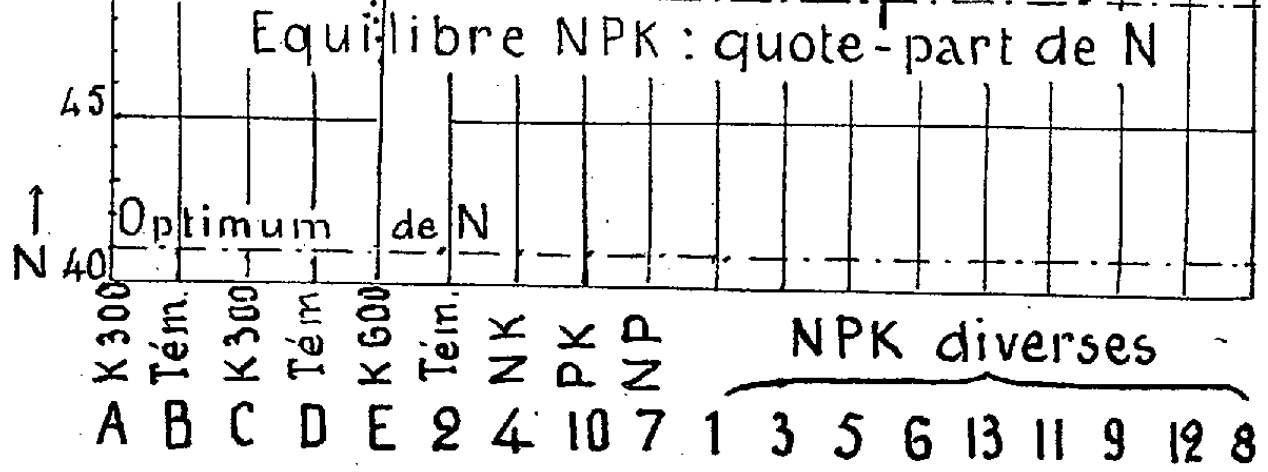 Equilibre NPK : quote-part de N
45
Optimum de N
↑
N 40
K300 Tém. K300 Tém K600 Tém. NK PK NP NPK diverses
A B C D E 2 4 10 7 1 3 5 6 13 11 9 12 8